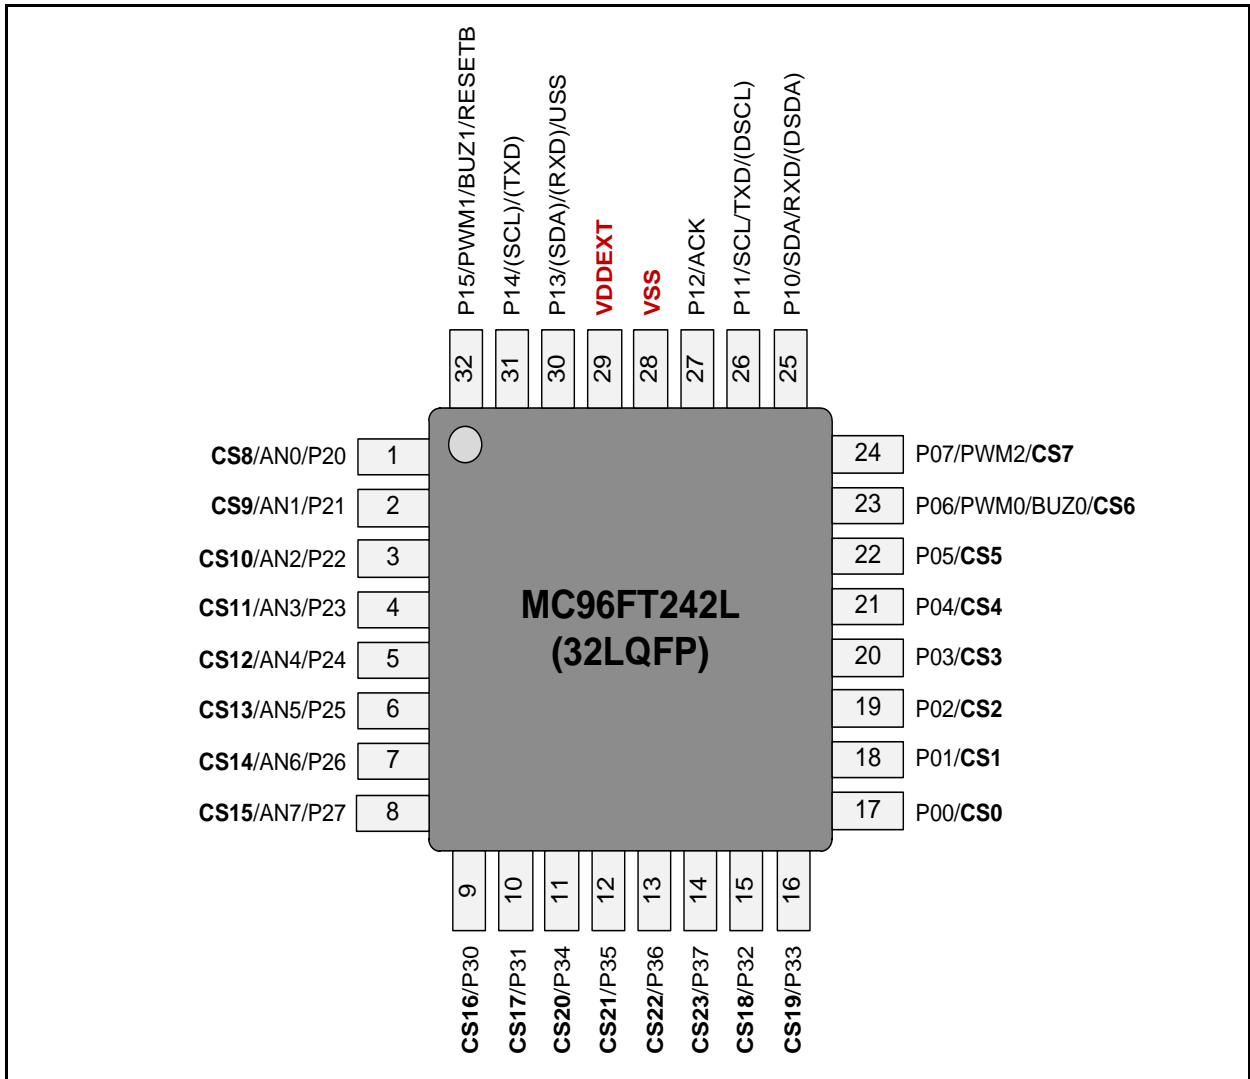 P15/PWM1/BUZ1/RESETB
P14/(SCL)/(TXD)
P13/(SDA)/(RXD)/USS
VDDEXT
VSS
P12/ACK
P11/SCL/TXD/(DSCL)
P10/SDA/RXD/(DSDA)
32
31
30
29
28
27
26
25
CS8/AN0/P20 1
CS9/AN1/P21 2
CS10/AN2/P22 3
CS11/AN3/P23 4
CS12/AN4/P24 5
CS13/AN5/P25 6
CS14/AN6/P26 7
CS15/AN7/P27 8
MC96FT242L
(32LQFP)
24 P07/PWM2/CS7
23 P06/PWM0/BUZ0/CS6
22 P05/CS5
21 P04/CS4
20 P03/CS3
19 P02/CS2
18 P01/CS1
17 P00/CS0
9
10
11
12
13
14
15
16
CS16/P30
CS17/P31
CS20/P34
CS21/P35
CS22/P36
CS23/P37
CS18/P32
CS19/P33